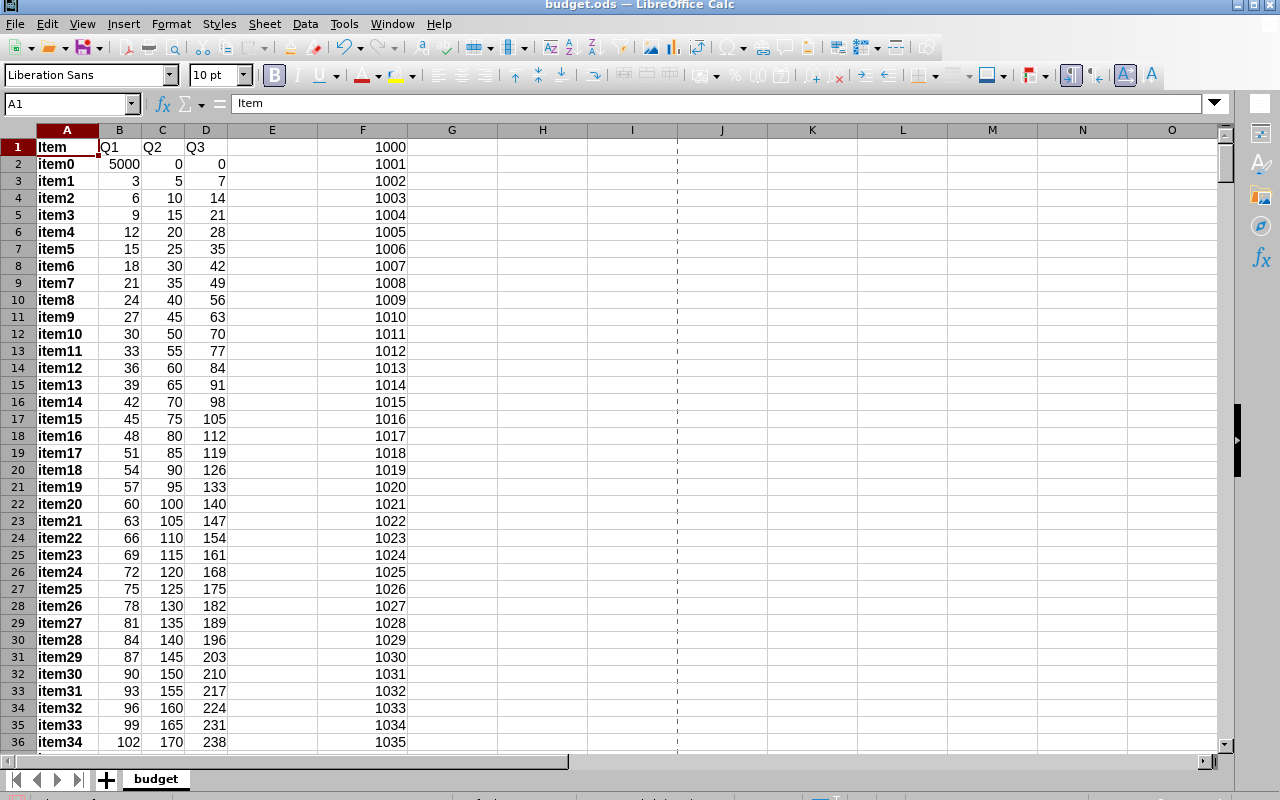 budget.ods — LibreOffice Calc
File Edit View Insert Format Styles Sheet Data Tools Window Help
Liberation Sans 10 pt
A1 Item
A B C D E F G H I J K L M N O
1 Item Q1 Q2 Q3 1000
2 item0 5000 0 0 1001
3 item1 3 5 7 1002
4 item2 6 10 14 1003
5 item3 9 15 21 1004
6 item4 12 20 28 1005
7 item5 15 25 35 1006
8 item6 18 30 42 1007
9 item7 21 35 49 1008
10 item8 24 40 56 1009
11 item9 27 45 63 1010
12 item10 30 50 70 1011
13 item11 33 55 77 1012
14 item12 36 60 84 1013
15 item13 39 65 91 1014
16 item14 42 70 98 1015
17 item15 45 75 105 1016
18 item16 48 80 112 1017
19 item17 51 85 119 1018
20 item18 54 90 126 1019
21 item19 57 95 133 1020
22 item20 60 100 140 1021
23 item21 63 105 147 1022
24 item22 66 110 154 1023
25 item23 69 115 161 1024
26 item24 72 120 168 1025
27 item25 75 125 175 1026
28 item26 78 130 182 1027
29 item27 81 135 189 1028
30 item28 84 140 196 1029
31 item29 87 145 203 1030
32 item30 90 150 210 1031
33 item31 93 155 217 1032
34 item32 96 160 224 1033
35 item33 99 165 231 1034
36 item34 102 170 238 1035
budget